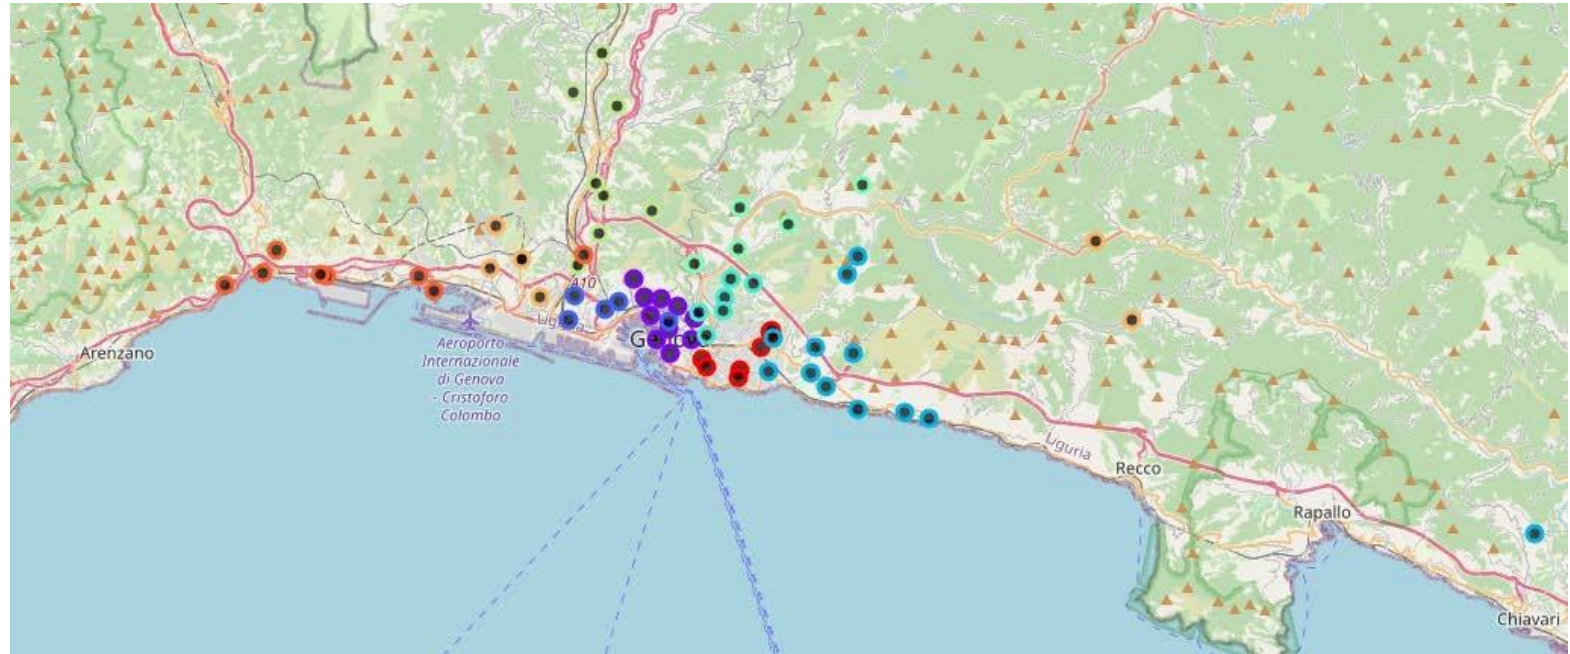 A10
Liguria
Genova
Arenzano
Aeroporto
Internazionale
di Genova
- Cristoforo
Colombo
Liguria
Recco
Rapallo
Chiavari